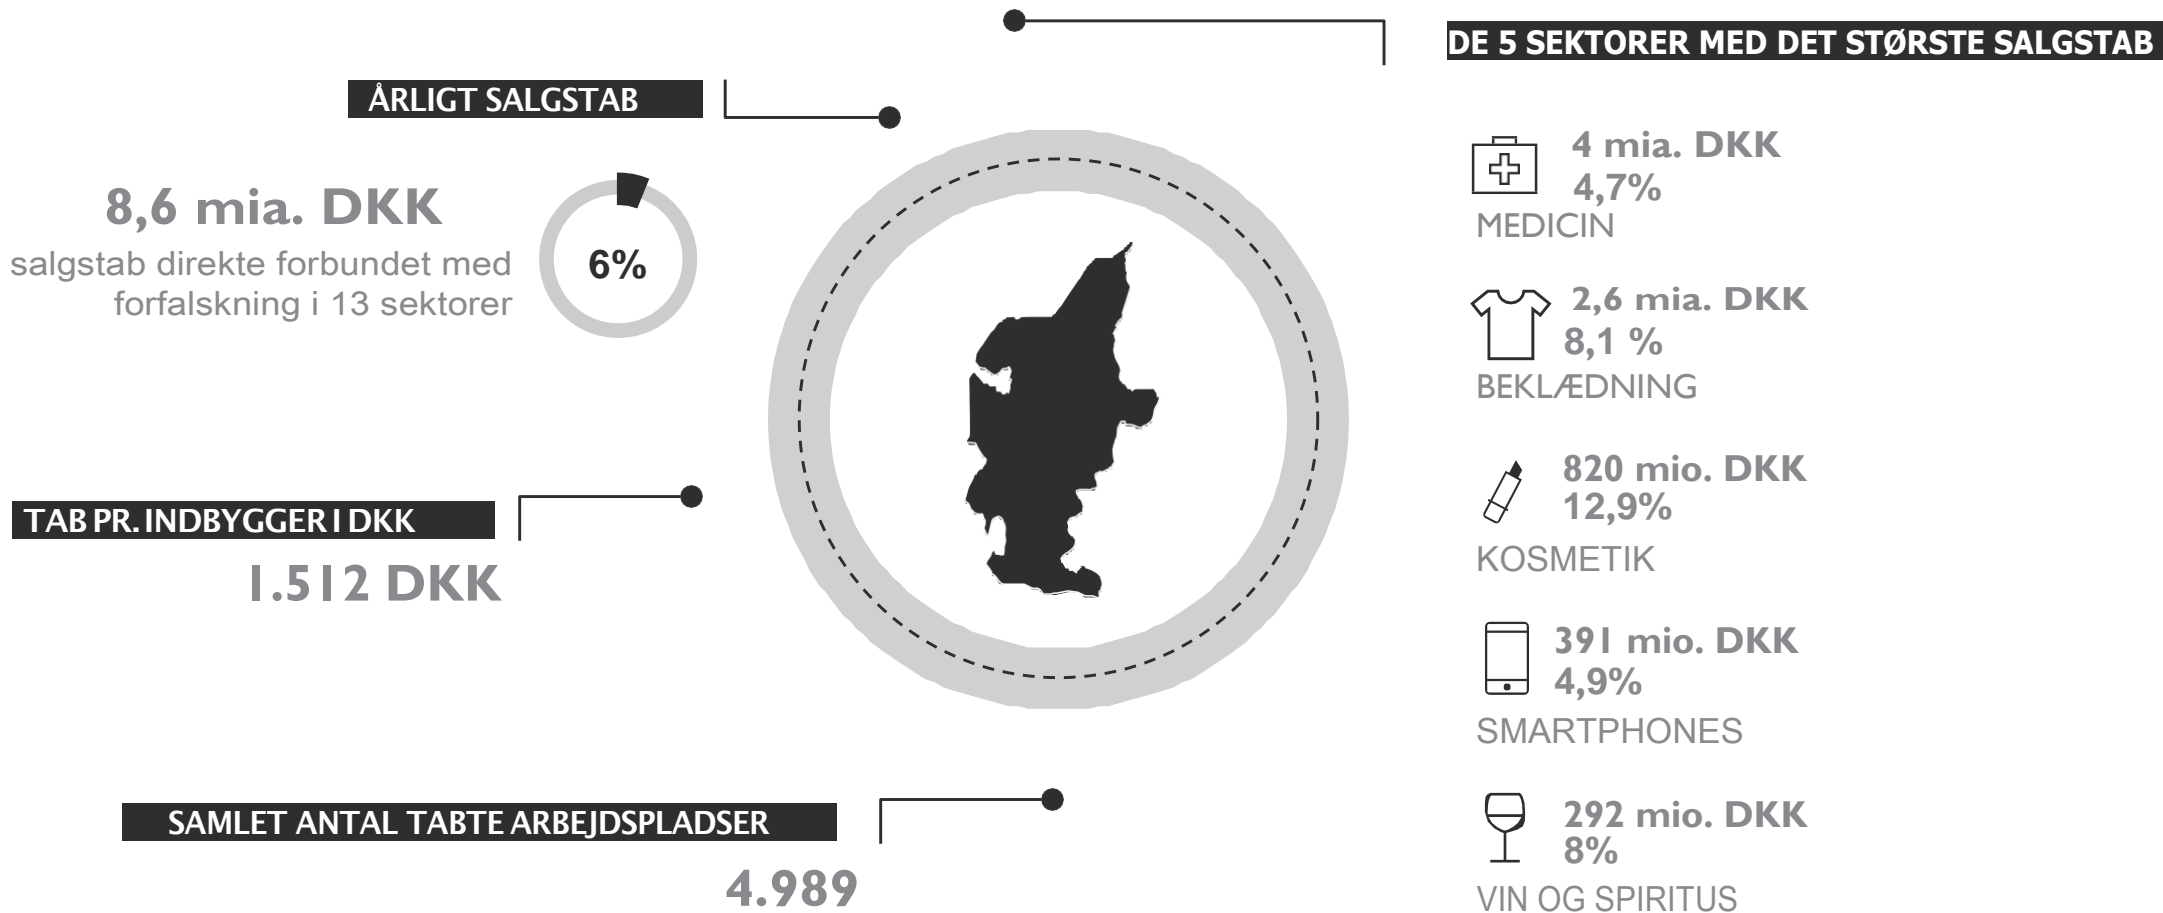 ÅRLIGT SALGSTAB
8,6 mia. DKK
salgstab direkte forbundet med
forfalskning i 13 sektorer
6%
TAB PR. INDBYGGER I DKK
1.512 DKK
SAMLET ANTAL TABTE ARBEJDSPLADSER
4.989
DE 5 SEKTORER MED DET STØRSTE SALGSTAB
4 mia. DKK
4,7%
MEDICIN
2,6 mia. DKK
8,1 %
BEKLÆDNING
820 mio. DKK
12,9%
KOSMETIK
391 mio. DKK
4,9%
SMARTPHONES
292 mio. DKK
8%
VIN OG SPIRITUS